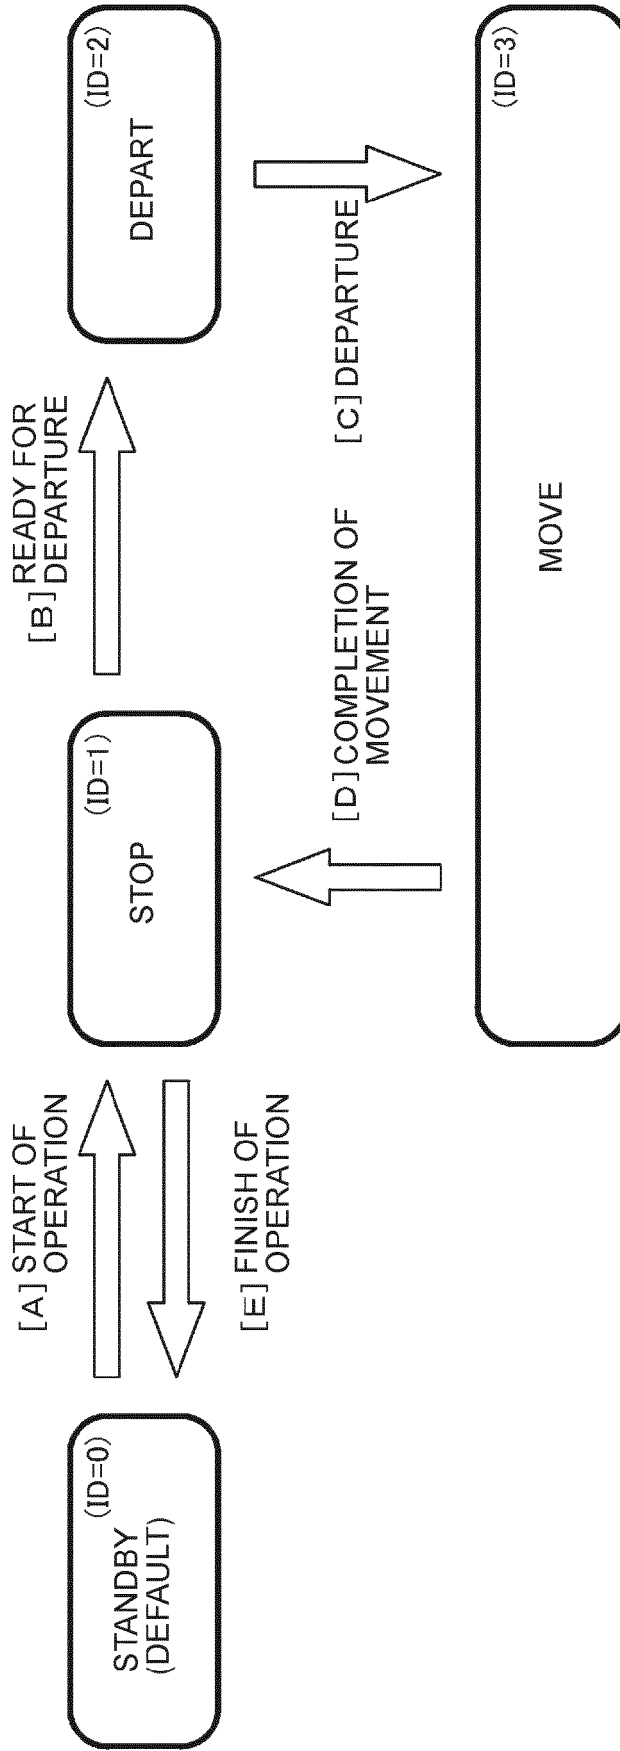 [A] START OF
OPERATION
[B] READY FOR
DEPARTURE
(ID=0)
STANDBY
(DEFAULT)
(ID=1)
STOP
(ID=2)
DEPART
[E] FINISH OF
OPERATION
[D] COMPLETION OF
MOVEMENT
[C] DEPARTURE
(ID=3)
MOVE